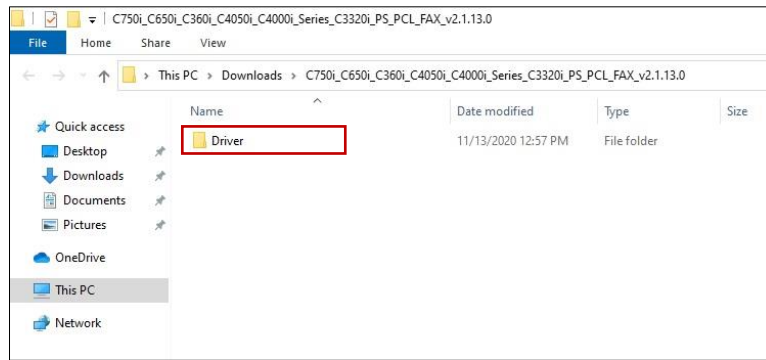 C750i_C650i_C360i_C4050i_C4000i_Series_C3320i_PS_PCL_FAX_v2.1.13.0
File Home Share View
This PC > Downloads > C750i_C650i_C360i_C4050i_C4000i_Series_C3320i_PS_PCL_FAX_v2.1.13.0
Name Date modified Type Size
Quick access
Driver 11/13/2020 12:57 PM File folder
Desktop
Downloads
Documents
Pictures
OneDrive
This PC
Network